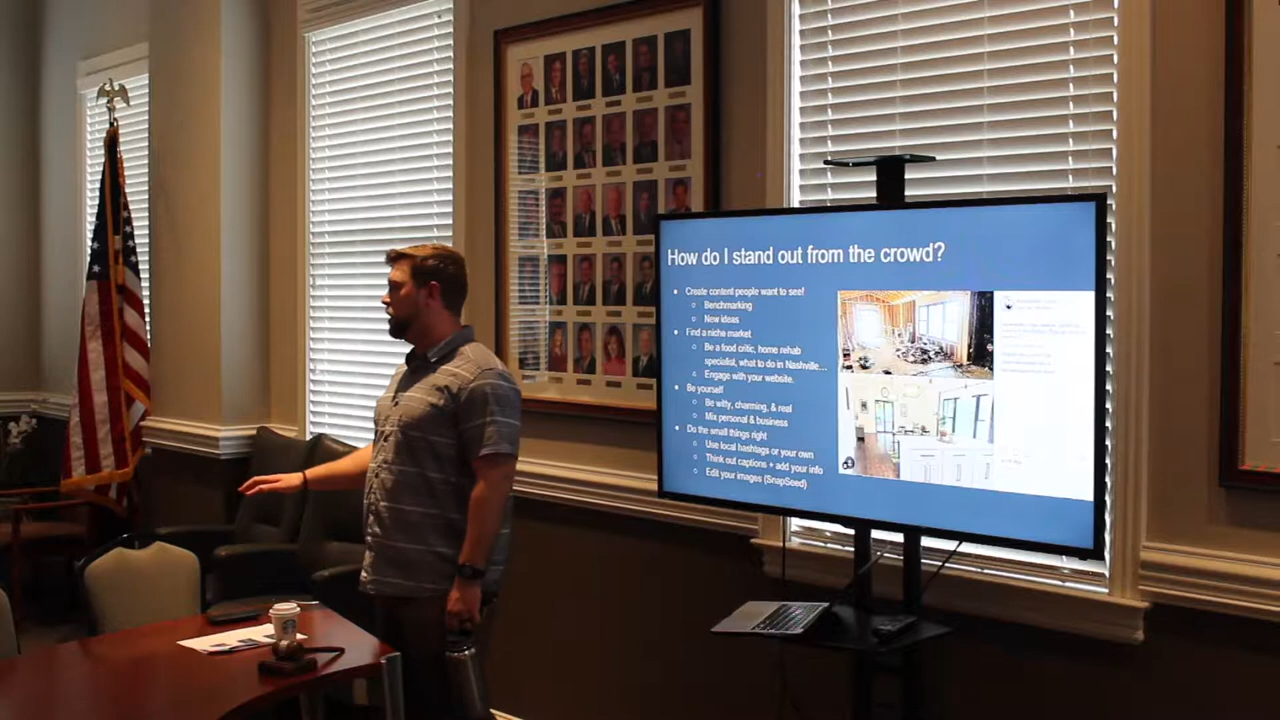 How do I stand out from the crowd?
● Create content people want to see!
○ Benchmarking
○ New ideas
● Find a niche market
○ Be a food critic, home rehab
specialist, what to do in Nashville...
○ Engage with your website.
● Be yourself
○ Be witty, charming, & real
○ Mix personal & business
● Do the small things right
○ Use local hashtags or your own
○ Think out captions + add your info
○ Edit your images (SnapSeed)